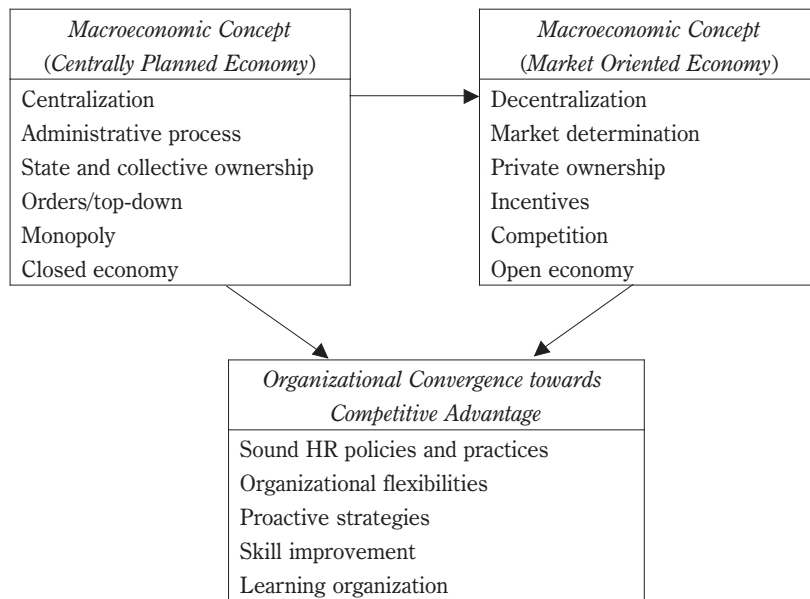 Macroeconomic Concept
(Centrally Planned Economy)
Centralization
Administrative process
State and collective ownership
Orders/top-down
Monopoly
Closed economy
Macroeconomic Concept
(Market Oriented Economy)
Decentralization
Market determination
Private ownership
Incentives
Competition
Open economy
Organizational Convergence towards
Competitive Advantage
Sound HR policies and practices
Organizational flexibilities
Proactive strategies
Skill improvement
Learning organization